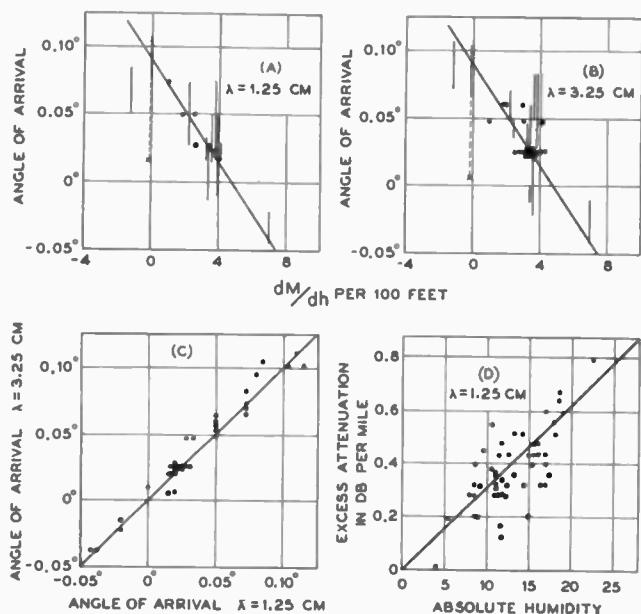 ANGLE OF ARRIVAL
0.10°
0.05°
0
-0.05°
-4
0
4
8
(A)
λ = 1.25 CM
ANGLE OF ARRIVAL
0.10°
0.05°
0
-0.05°
-4
0
4
8
(B)
λ = 3.25 CM
dM/dh PER 100 FEET
ANGLE OF ARRIVAL λ = 3.25 CM
0.10°
0.05°
0
-0.05°
-0.05°
0
0.05°
0.10°
(C)
ANGLE OF ARRIVAL λ = 1.25 CM
EXCESS ATTENUATION
IN DB PER MILE
0.8
0.6
0.4
0.2
0
0
5
10
15
20
25
(D)
λ = 1.25 CM
ABSOLUTE HUMIDITY